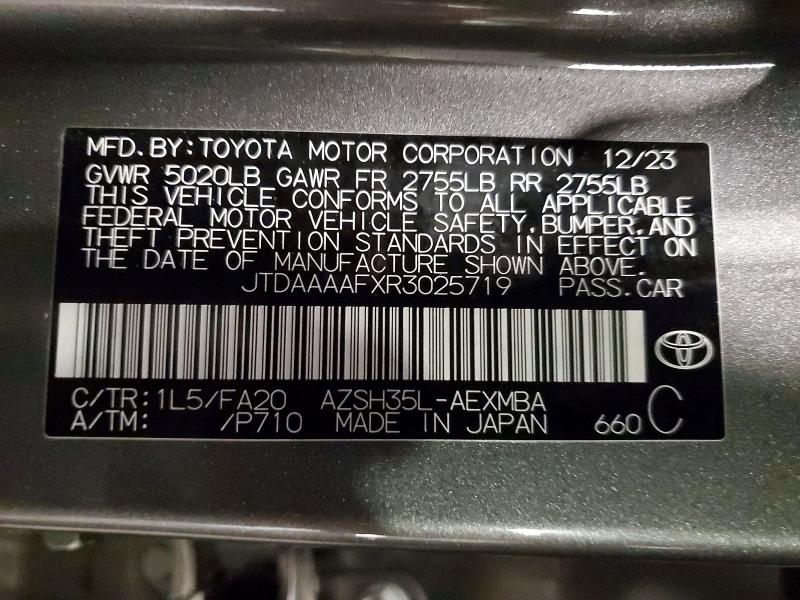 MFD. BY: TOYOTA MOTOR CORPORATION 12/23
GVWR 5020LB GAWR FR 2755LB RR 2755LB
THIS VEHICLE CONFORMS TO ALL APPLICABLE
FEDERAL MOTOR VEHICLE SAFETY, BUMPER, AND
THEFT PREVENTION STANDARDS IN EFFECT ON
THE DATE OF MANUFACTURE SHOWN ABOVE.
JTDAAAAFXR3025719 PASS. CAR
C/TR: 1L5/FA20 AZSH35L-AEXMBA
A/TM: /P710 MADE IN JAPAN 660 C